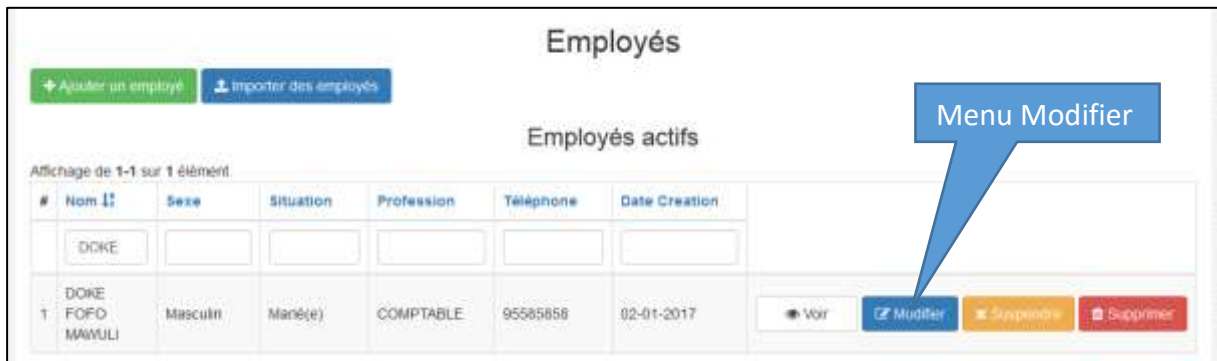 Employés
Ajouter un employé Importer des employés
Menu Modifier
Employés actifs
Affichage de 1-1 sur 1 élément.
# Nom Sexe Situation Profession Téléphone Date Creation
DOKE
1 DOKE FOFO MAWULI Masculin Marié(e) COMPTABLE 95585858 02-01-2017 Voir Modifier Suspendre Supprimer